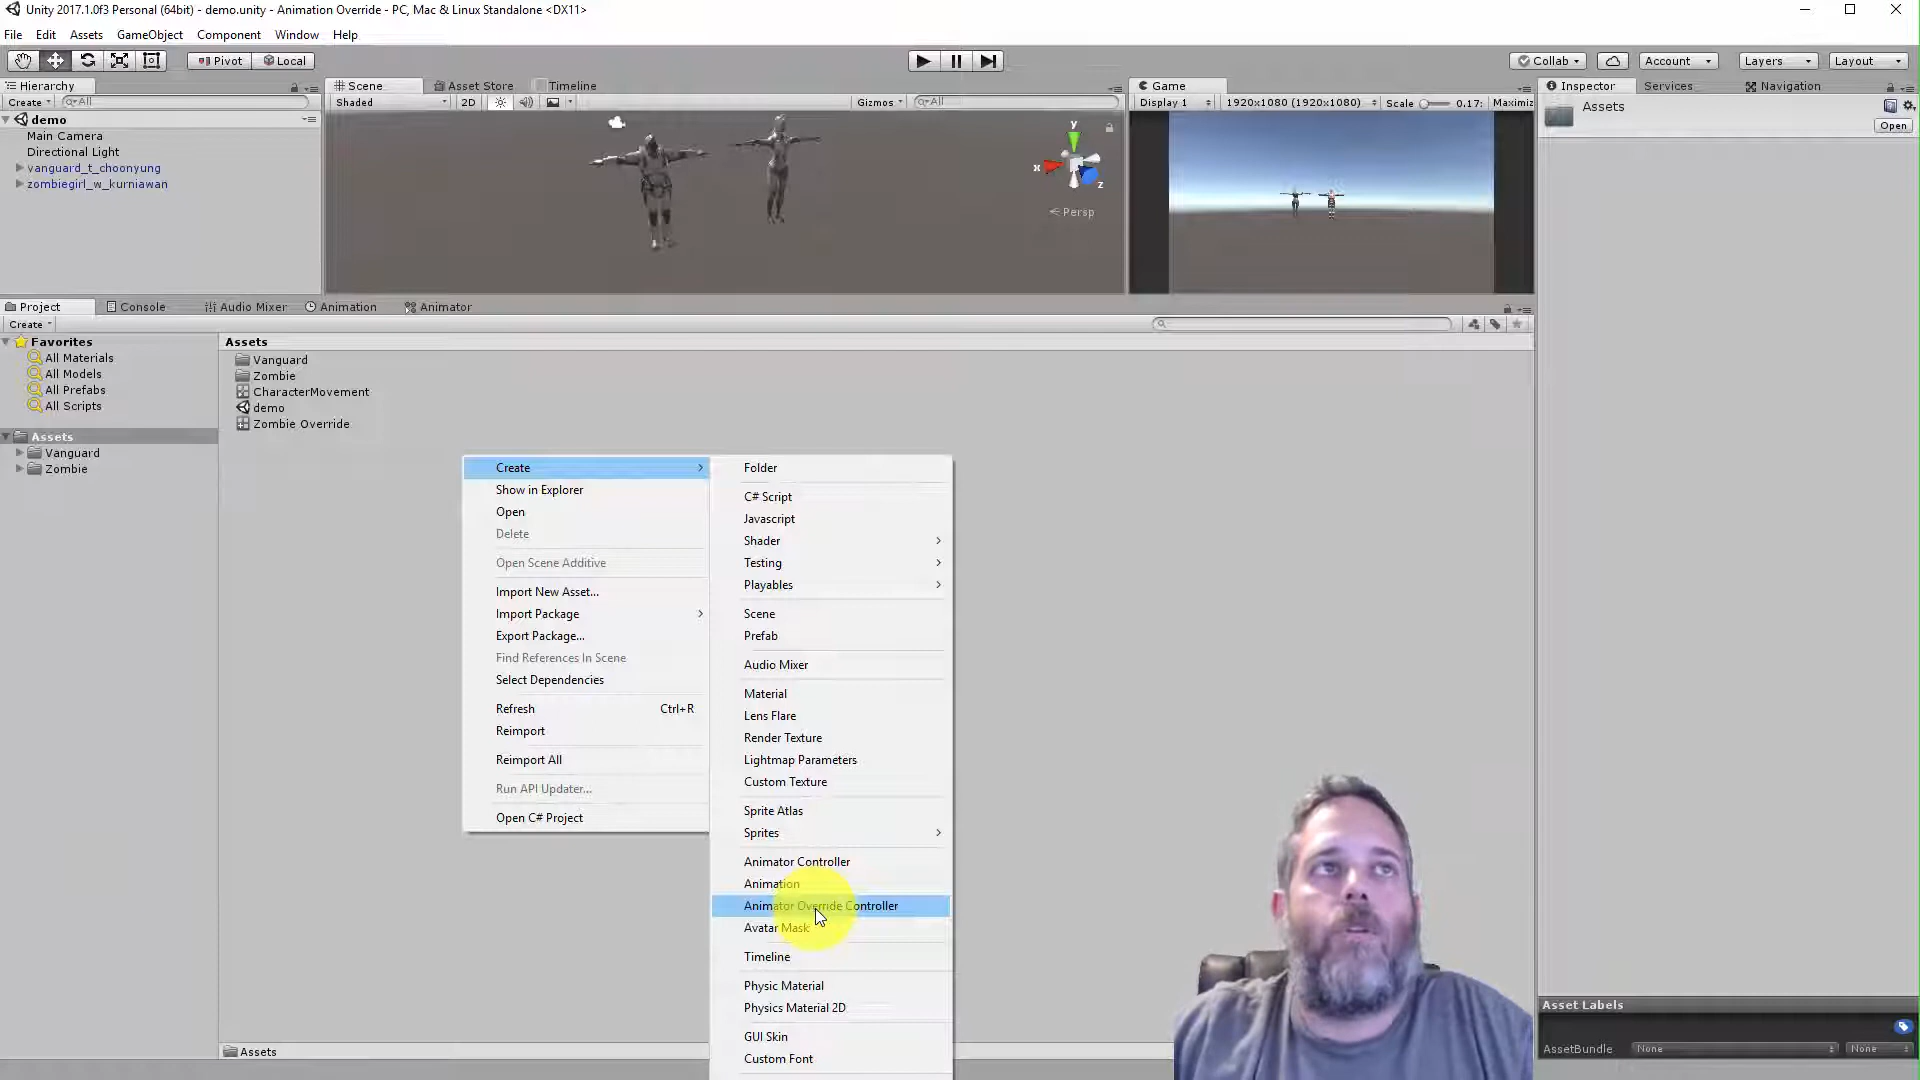 Unity 2017.1.0f3 Personal (64bit) - demo.unity - Animation Override - PC, Mac & Linux Standalone <DX11>
File Edit Assets GameObject Component Window Help
Pivot Local Collab Account Layers Layout
Hierarchy
Create All
demo
Main Camera
Directional Light
vanguard_t_choonyung
zombiegirl_w_kurniawan
Scene Asset Store Timeline
Shaded 2D Gizmos All
y
x
z
Persp
Game
Display 1 1920x1080 (1920x1080) Scale 0.17: Maximiz
Inspector Services Navigation
Assets
Open
Project Console Audio Mixer Animation Animator
Create
Favorites
All Materials
All Models
All Prefabs
All Scripts
Assets
Vanguard
Zombie
Assets
Vanguard
Zombie
CharacterMovement
demo
Zombie Override
Create
Show in Explorer
Open
Delete
Open Scene Additive
Import New Asset...
Import Package
Export Package...
Find References In Scene
Select Dependencies
Refresh Ctrl+R
Reimport
Reimport All
Run API Updater...
Open C# Project
Folder
C# Script
Javascript
Shader
Testing
Playables
Scene
Prefab
Audio Mixer
Material
Lens Flare
Render Texture
Lightmap Parameters
Custom Texture
Sprite Atlas
Sprites
Animator Controller
Animation
Animator Override Controller
Avatar Mask
Timeline
Physic Material
Physics Material 2D
GUI Skin
Custom Font
Assets
Asset Labels
AssetBundle None None